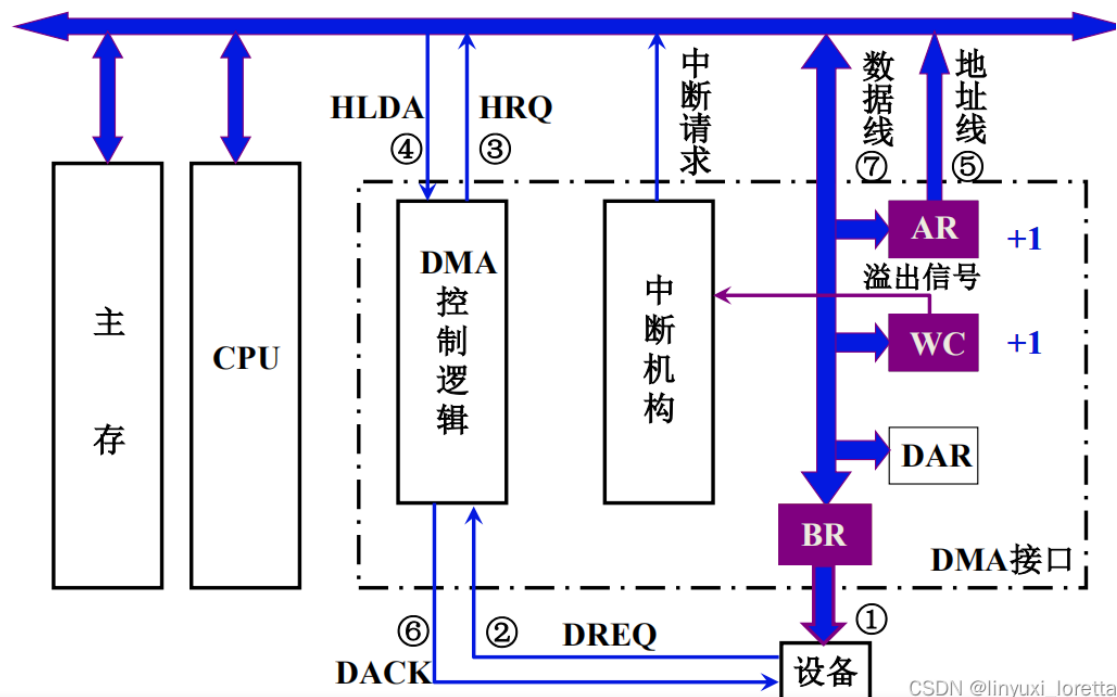 HLDA
④
HRQ
③
中断请求
数据线
⑦
地址线
⑤
主存
CPU
DMA
控制逻辑
中断机构
AR
+1
溢出信号
WC
+1
DAR
BR
DMA接口
⑥
②
DREQ
①
DACK
设备
CSDN @linyuxi_loretta